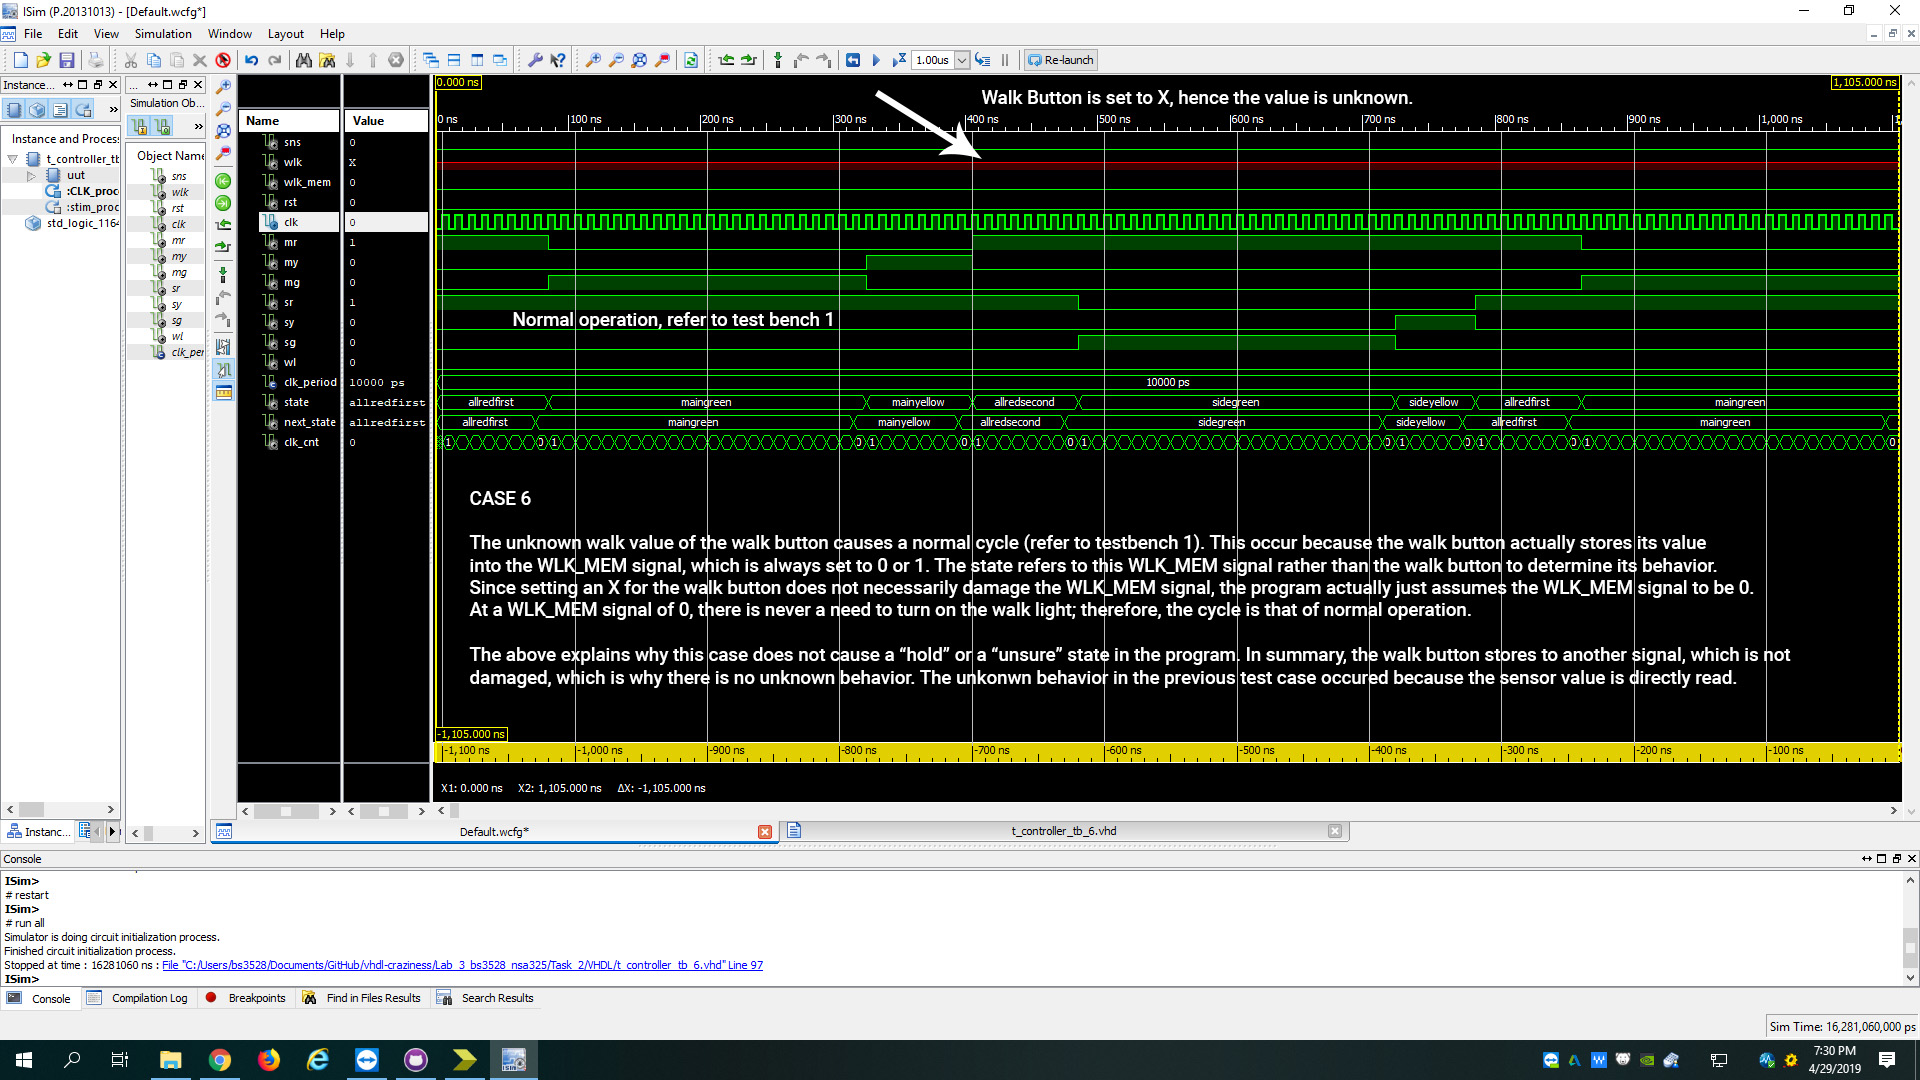 ISim (P.20131013) - [Default.wcfg*]
File Edit View Simulation Window Layout Help
1.00us Re-launch
Instance...
Simulation Ob...
Instance and Proces
t_controller_tb
uut
:CLK_proc
:stim_proc
std_logic_1164
Object Name
sns
wlk
rst
clk
mr
my
mg
sr
sy
sg
wl
clk_per
Name Value
sns 0
wlk X
wlk_mem 0
rst 0
clk 0
mr 1
my 0
mg 0
sr 1
sy 0
sg 0
wl 0
clk_period 10000 ps
state allredfirst
next_state allredfirst
clk_cnt 0
0.000 ns 1,105.000 ns
Walk Button is set to X, hence the value is unknown.
0 ns 100 ns 200 ns 300 ns 400 ns 500 ns 600 ns 700 ns 800 ns 900 ns 1,000 ns 1
Normal operation, refer to test bench 1
10000 ps
allredfirst maingreen mainyellow allredsecond sidegreen sideyellow allredfirst maingreen
allredfirst maingreen mainyellow allredsecond sidegreen sideyellow allredfirst maingreen
1 0 1 0 1 0 1 0 1 0 1 0 1 0 1 0
CASE 6
The unknown walk value of the walk button causes a normal cycle (refer to testbench 1). This occur because the walk button actually stores its value
into the WLK_MEM signal, which is always set to 0 or 1. The state refers to this WLK_MEM signal rather than the walk button to determine its behavior.
Since setting an X for the walk button does not necessarily damage the WLK_MEM signal, the program actually just assumes the WLK_MEM signal to be 0.
At a WLK_MEM signal of 0, there is never a need to turn on the walk light; therefore, the cycle is that of normal operation.
The above explains why this case does not cause a “hold” or a “unsure” state in the program. In summary, the walk button stores to another signal, which is not
damaged, which is why there is no unknown behavior. The unkonwn behavior in the previous test case occured because the sensor value is directly read.
-1,105.000 ns
-1,100 ns -1,000 ns -900 ns -800 ns -700 ns -600 ns -500 ns -400 ns -300 ns -200 ns -100 ns
X1: 0.000 ns X2: 1,105.000 ns ΔX: -1,105.000 ns
Instanc...
Default.wcfg* t_controller_tb_6.vhd
Console
ISim>
# restart
ISim>
# run all
Simulator is doing circuit initialization process.
Finished circuit initialization process.
Stopped at time : 16281060 ns : File "C:/Users/bs3528/Documents/GitHub/vhdl-craziness/Lab_3_bs3528_nsa325/Task_2/VHDL/t_controller_tb_6.vhd" Line 97
ISim>
Console Compilation Log Breakpoints Find in Files Results Search Results
Sim Time: 16,281,060,000 ps
7:30 PM
4/29/2019